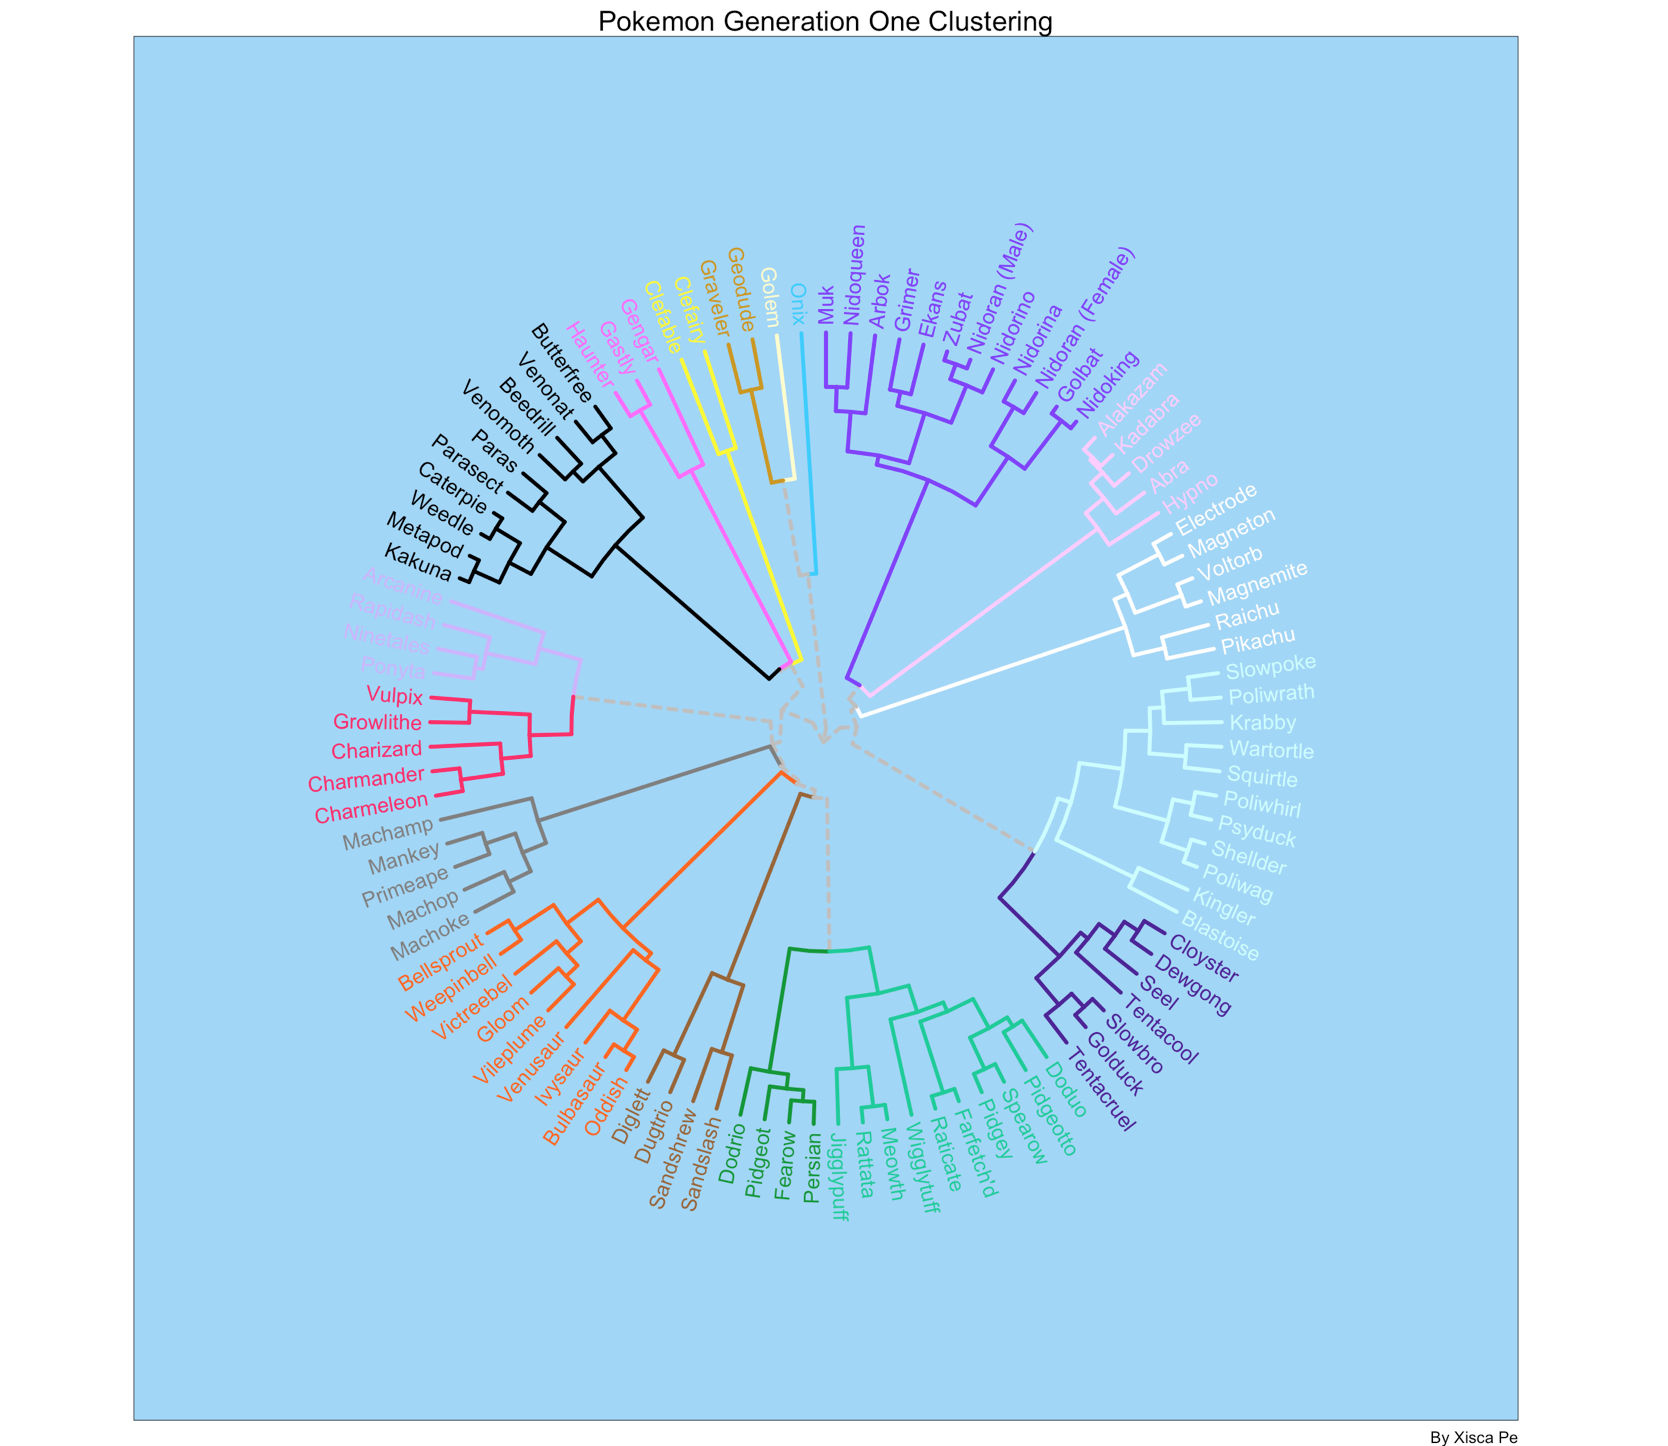 Pokemon Generation One Clustering
Muk
Nidoqueen
Arbok
Grimer
Ekans
Zubat
Nidoran (Male)
Nidorino
Nidorina
Nidoran (Female)
Golbat
Nidoking
Alakazam
Kadabra
Drowzee
Abra
Hypno
Electrode
Magneton
Voltorb
Magnemite
Raichu
Pikachu
Slowpoke
Poliwrath
Krabby
Wartortle
Squirtle
Poliwhirl
Psyduck
Shellder
Poliwag
Kingler
Blastoise
Cloyster
Dewgong
Seel
Tentacool
Slowbro
Golduck
Tentacruel
Doduo
Pidgeotto
Spearow
Pidgey
Farfetch'd
Raticate
Wigglytuff
Meowth
Rattata
Jigglypuff
Persian
Fearow
Pidgeot
Dodrio
Sandslash
Sandshrew
Dugtrio
Diglett
Oddish
Bulbasaur
Ivysaur
Venusaur
Vileplume
Gloom
Victreebel
Weepinbell
Bellsprout
Machoke
Machop
Primeape
Mankey
Machamp
Charmeleon
Charmander
Charizard
Growlithe
Vulpix
Ponyta
Ninetales
Rapidash
Arcanine
Kakuna
Metapod
Weedle
Caterpie
Parasect
Paras
Venomoth
Beedrill
Venonat
Butterfree
Haunter
Gastly
Gengar
Clefable
Clefairy
Graveler
Geodude
Golem
Onix
By Xisca Pe